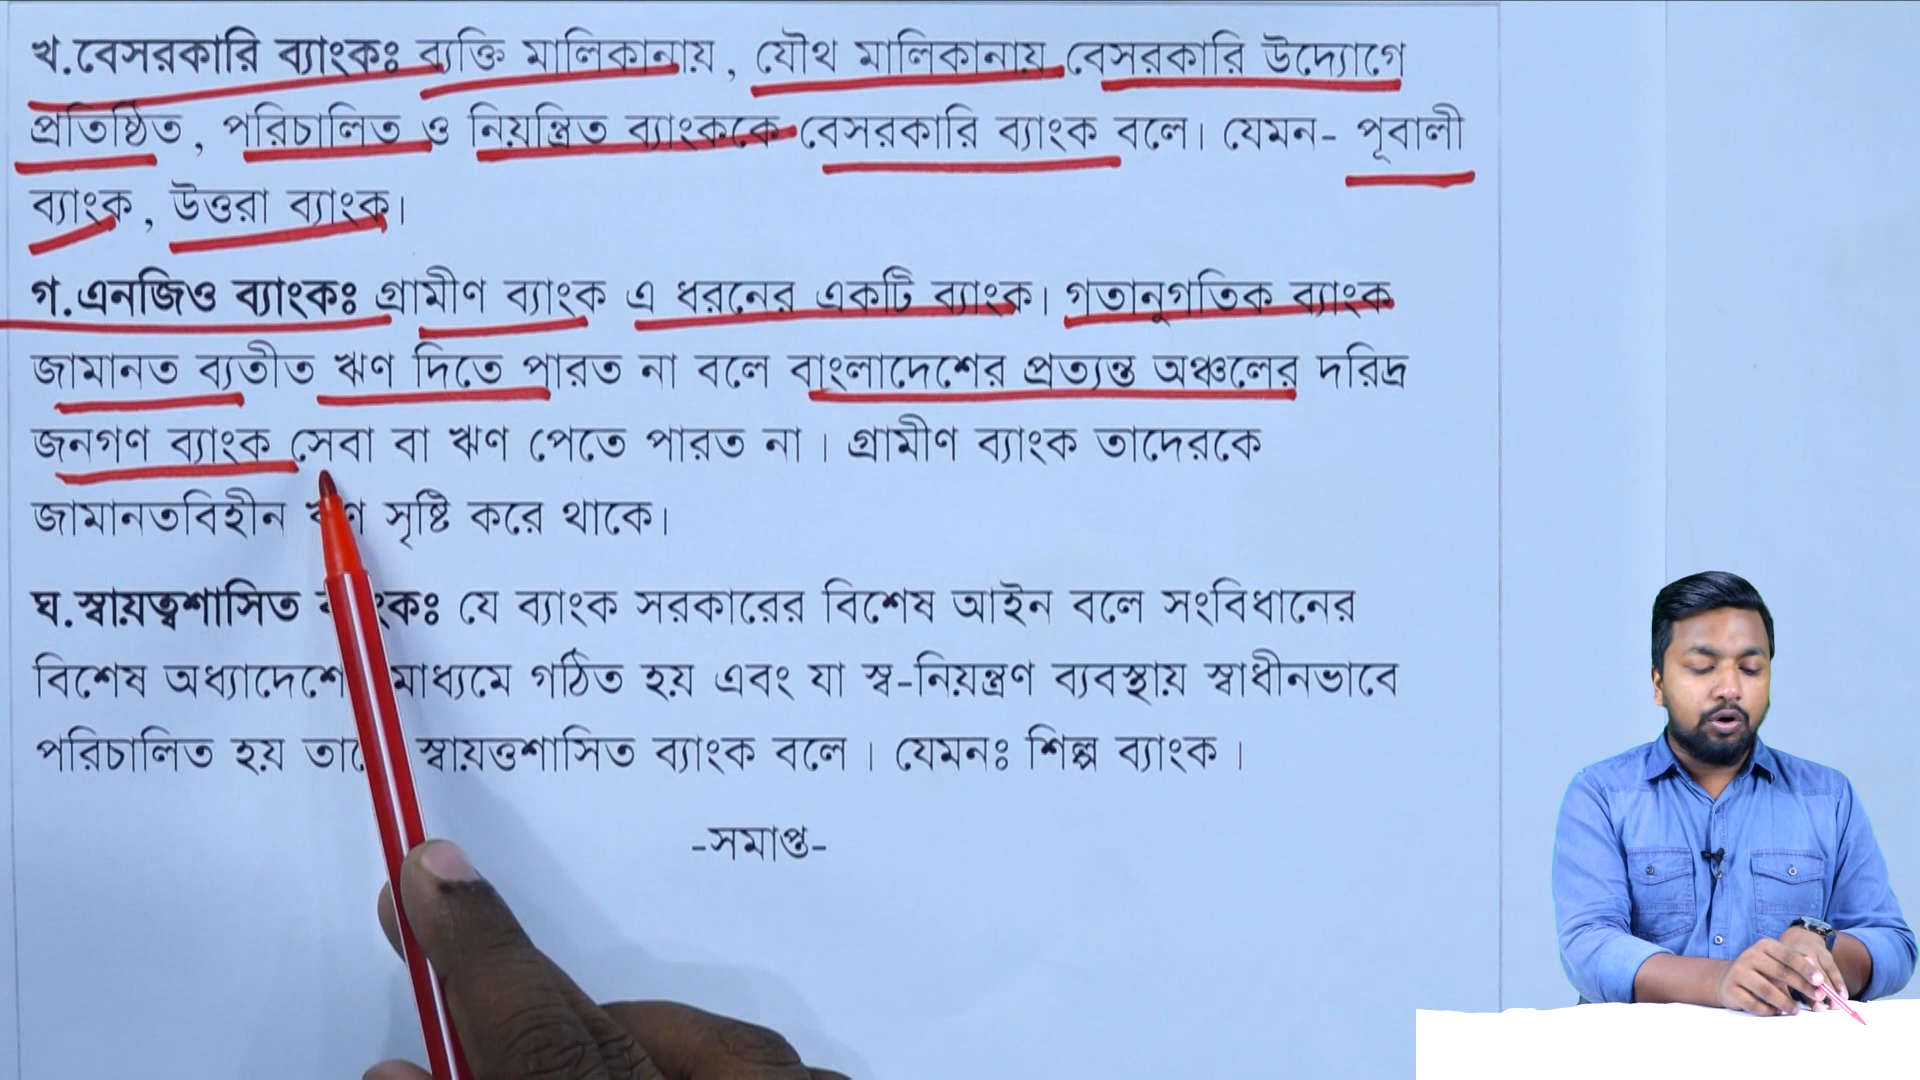 খ.বেসরকারি ব্যাংকঃ ব্যক্তি মালিকানায়, যৌথ মালিকানায় বেসরকারি উদ্যোগে
প্রতিষ্ঠিত, পরিচালিত ও নিয়ন্ত্রিত ব্যাংককে বেসরকারি ব্যাংক বলে। যেমন- পূবালী
ব্যাংক, উত্তরা ব্যাংক।
গ.এনজিও ব্যাংকঃ গ্রামীণ ব্যাংক এ ধরনের একটি ব্যাংক। গতানুগতিক ব্যাংক
জামানত ব্যতীত ঋণ দিতে পারত না বলে বাংলাদেশের প্রত্যন্ত অঞ্চলের দরিদ্র
জনগণ ব্যাংক সেবা বা ঋণ পেতে পারত না । গ্রামীণ ব্যাংক তাদেরকে
জামানতবিহীন ঋণ সৃষ্টি করে থাকে।
ঘ.স্বায়ত্বশাসিত যে ব্যাংক সরকারের বিশেষ আইন বলে সংবিধানের
বিশেষ মাধ্যমে গঠিত হয় এবং যা স্ব-নিয়ন্ত্রণ ব্যবস্থায় স্বাধীনভাবে
পরিচালিত হয় স্বায়ত্তশাসিত ব্যাংক বলে । যেমনঃ শিল্প ব্যাংক ।
-সমাপ্ত-